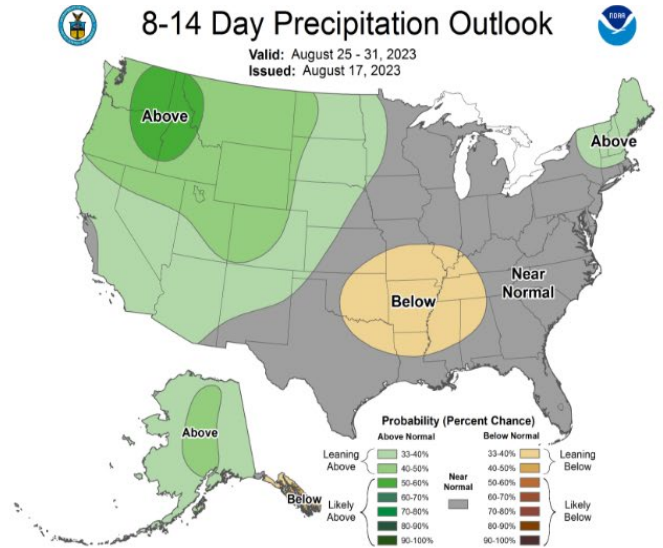 8-14 Day Precipitation Outlook
NOAA
Valid: August 25 - 31, 2023
Issued: August 17, 2023
Above
Above
Near
Normal
Below
Above
Below
Probability (Percent Chance)
Above Normal
Below Normal
Leaning
Above
33-40%
40-50%
Likely
Above
50-60%
60-70%
70-80%
80-90%
90-100%
Near
Normal
33-40%
40-50%
Leaning
Below
50-60%
60-70%
70-80%
80-90%
90-100%
Likely
Below